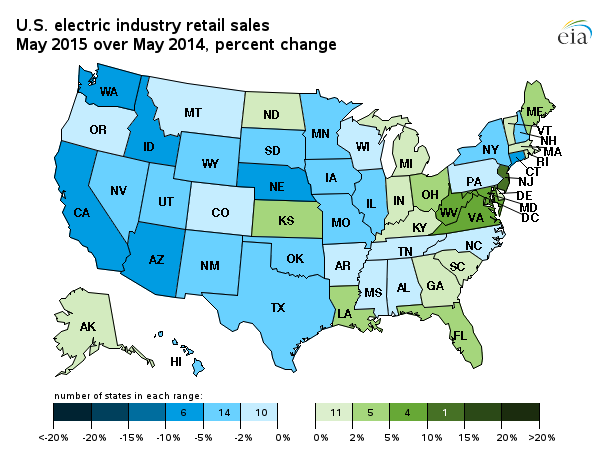 U.S. electric industry retail sales
May 2015 over May 2014, percent change
eia
WA
MT
ND
MN
ME
OR
ID
WY
SD
WI
MI
NY
VT
NH
MA
RI
CT
NJ
DE
MD
DC
NV
UT
CO
NE
IA
IL
IN
OH
PA
WV
VA
CA
KS
MO
KY
AZ
NM
OK
AR
TN
NC
SC
TX
LA
MS
AL
GA
FL
AK
HI
number of states in each range:
6 14 10 11 5 4 1
<-20% -20% -15% -10% -5% -2% 0% 0% 2% 5% 10% 15% 20% >20%